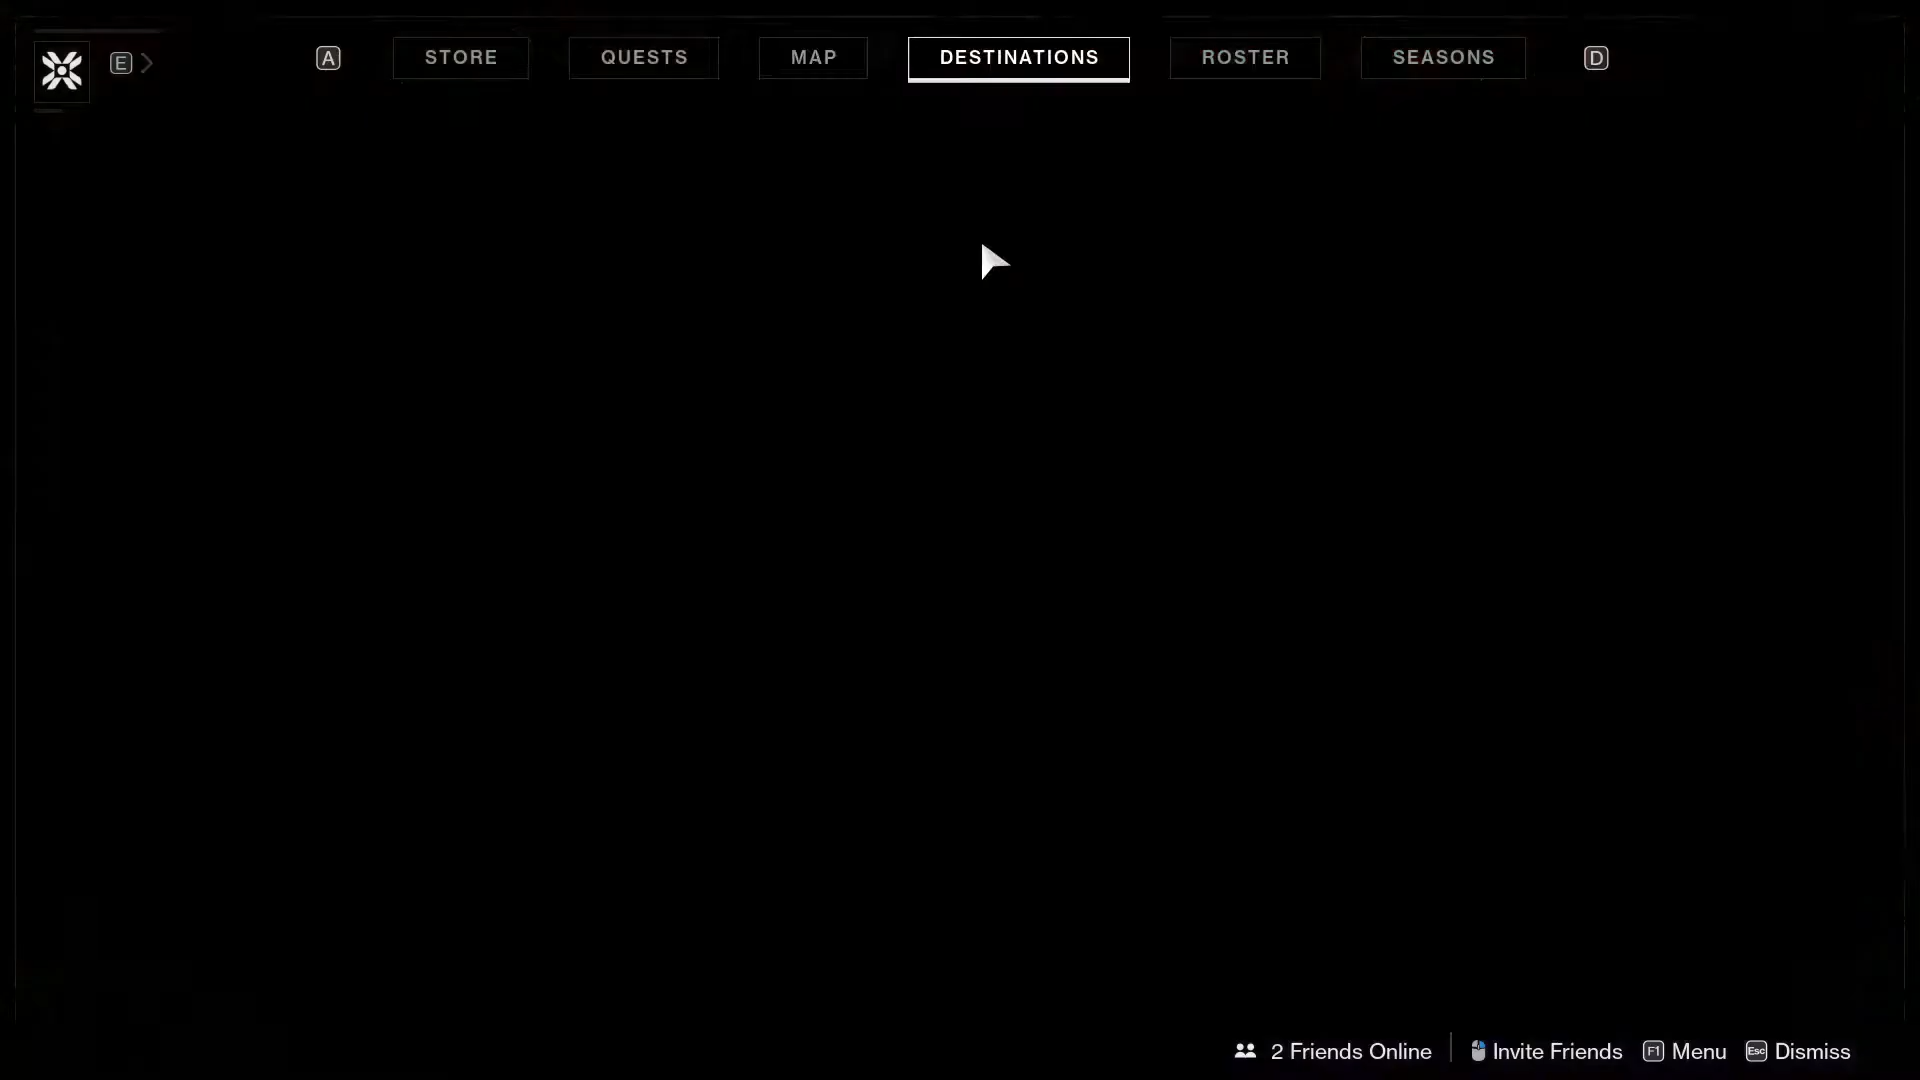 E
A
STORE
QUESTS
MAP
DESTINATIONS
ROSTER
SEASONS
D
2 Friends Online
Invite Friends
F1 Menu
Esc Dismiss